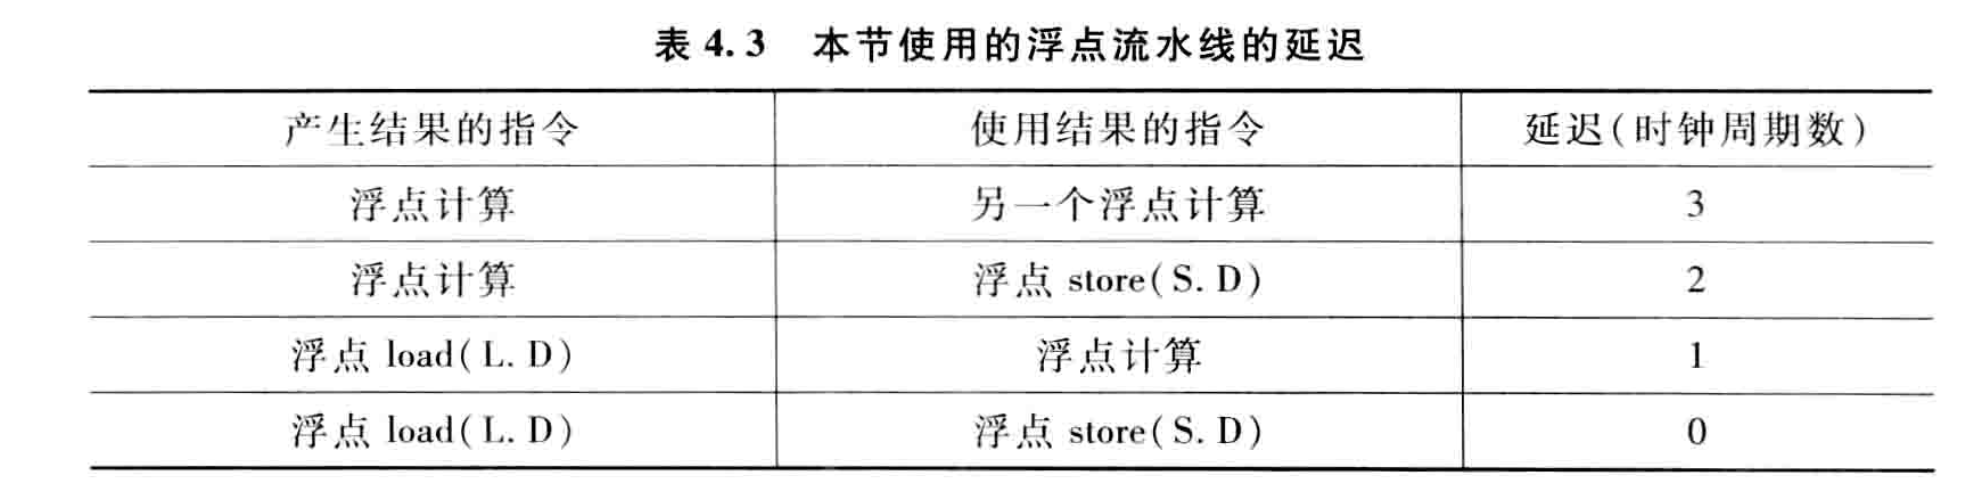 表 4.3 本节使用的浮点流水线的延迟
产生结果的指令 使用结果的指令 延迟(时钟周期数)
浮点计算 另一个浮点计算 3
浮点计算 浮点 store(S.D) 2
浮点 load(L.D) 浮点计算 1
浮点 load(L.D) 浮点 store(S.D) 0